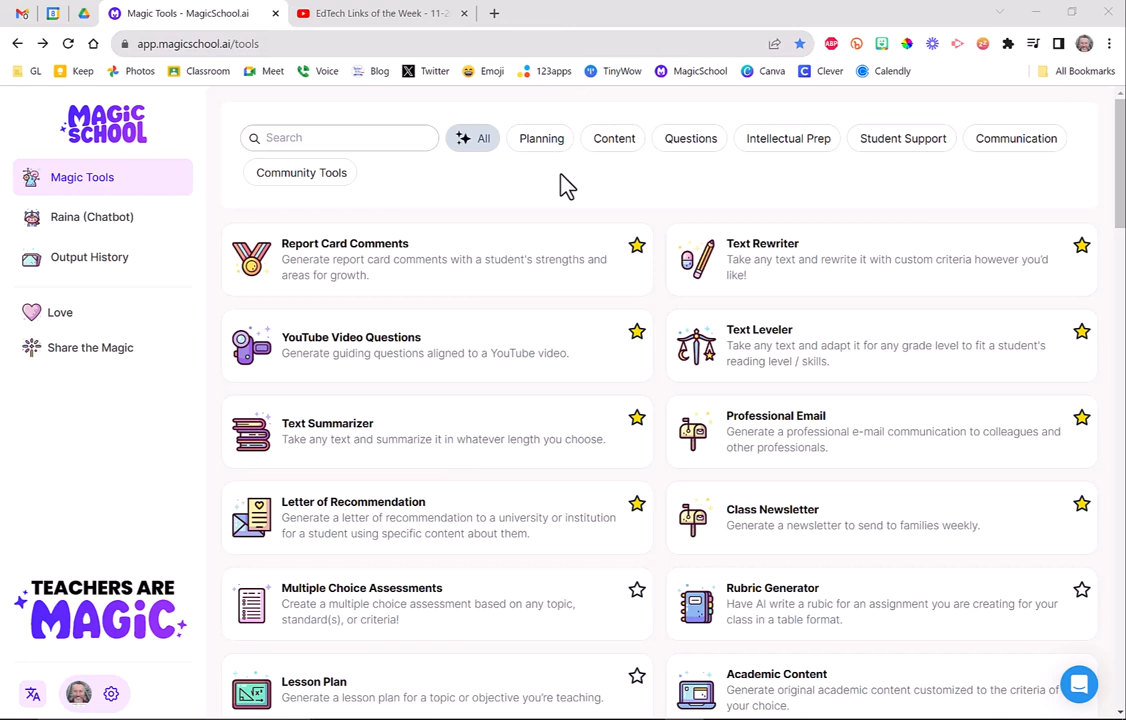 Magic Tools - MagicSchool.ai
EdTech Links of the Week - 11-2
app.magicschool.ai/tools
GL
Keep
Photos
Classroom
Meet
Voice
Blog
Twitter
Emoji
123apps
TinyWow
MagicSchool
Canva
Clever
Calendly
All Bookmarks
MAGiC
SCHOOL
Magic Tools
Raina (Chatbot)
Output History
Love
Share the Magic
TEACHERS ARE
MAGiC
Search
All
Planning
Content
Questions
Intellectual Prep
Student Support
Communication
Community Tools
Report Card Comments
Generate report card comments with a student's strengths and
areas for growth.
Text Rewriter
Take any text and rewrite it with custom criteria however you'd
like!
YouTube Video Questions
Generate guiding questions aligned to a YouTube video.
Text Leveler
Take any text and adapt it for any grade level to fit a student's
reading level / skills.
Text Summarizer
Take any text and summarize it in whatever length you choose.
Professional Email
Generate a professional e-mail communication to colleagues and
other professionals.
Letter of Recommendation
Generate a letter of recommendation to a university or institution
for a student using specific content about them.
Class Newsletter
Generate a newsletter to send to families weekly.
Multiple Choice Assessments
Create a multiple choice assessment based on any topic,
standard(s), or criteria!
Rubric Generator
Have AI write a rubic for an assignment you are creating for your
class in a table format.
Lesson Plan
Generate a lesson plan for a topic or objective you're teaching.
Academic Content
Generate original academic content customized to the criteria of
your choice.